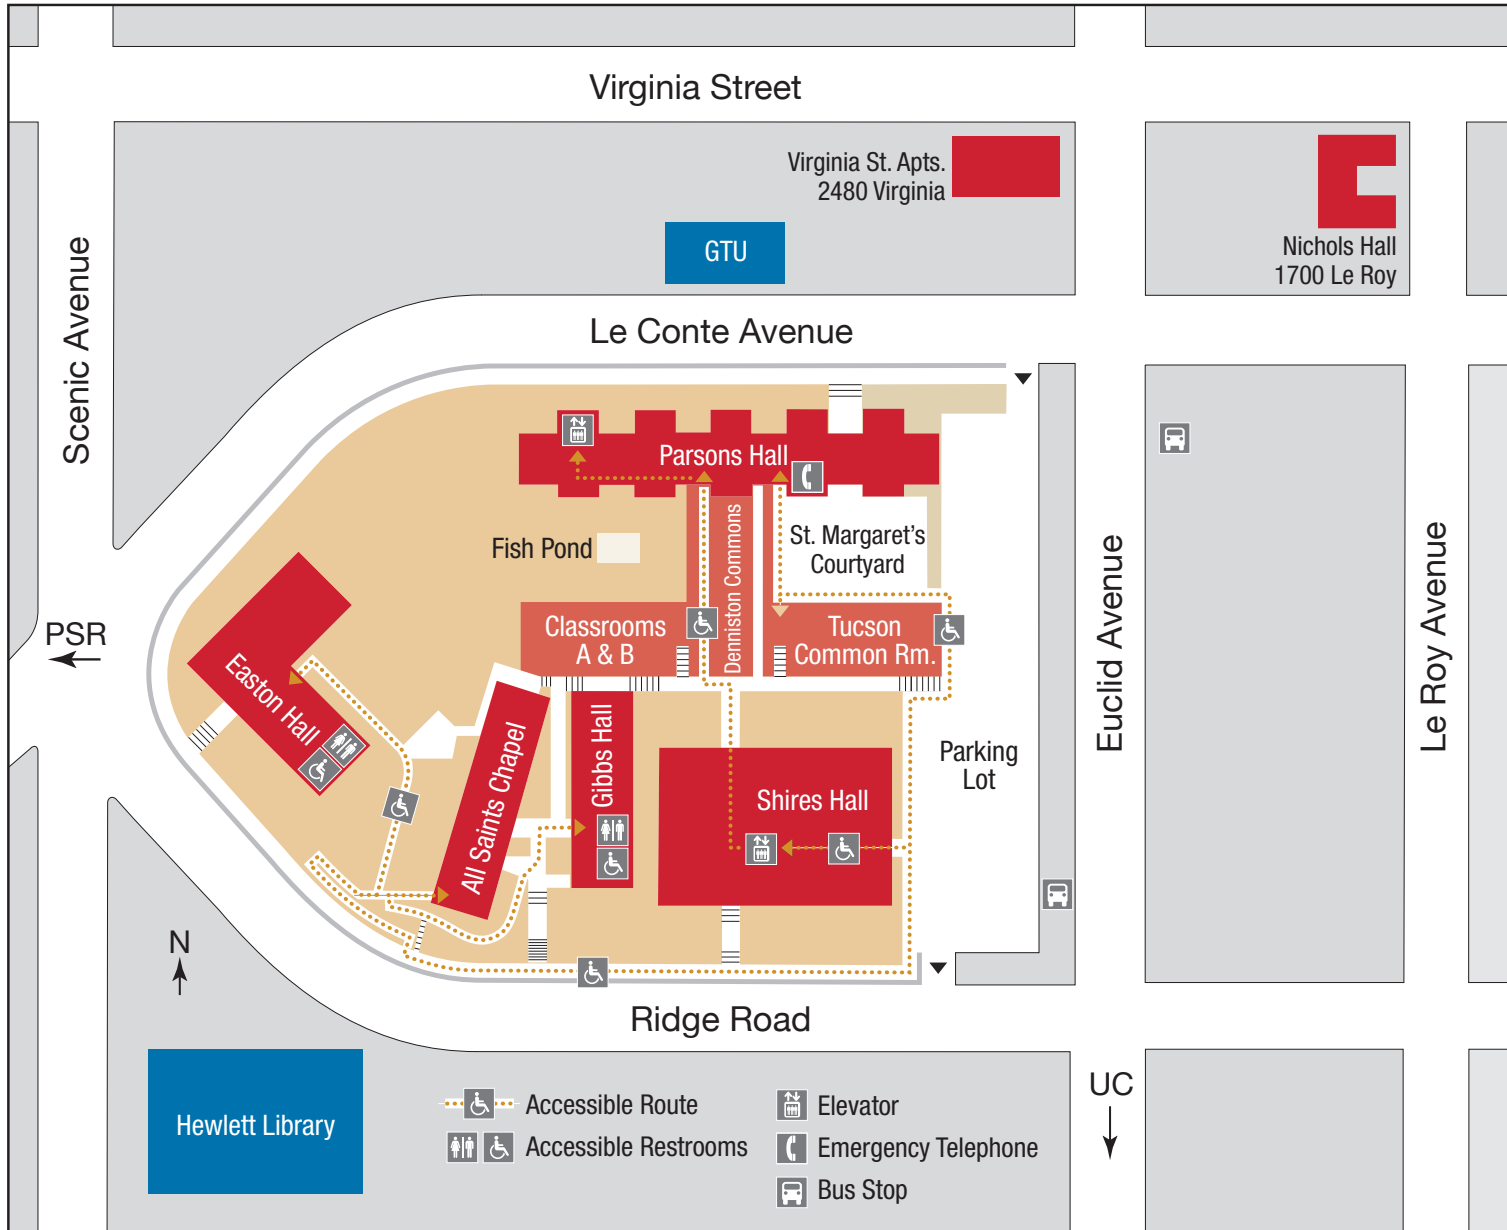 Virginia Street
Virginia St. Apts.
2480 Virginia
GTU
Nichols Hall
1700 Le Roy
Scenic Avenue
Le Conte Avenue
Parsons Hall
Fish Pond
Denniston Commons
St. Margaret's
Courtyard
Classrooms
A & B
Tucson
Common Rm.
PSR
Easton Hall
All Saints Chapel
Gibbs Hall
Shires Hall
Parking
Lot
Euclid Avenue
Le Roy Avenue
N
Ridge Road
Hewlett Library
UC
Accessible Route
Accessible Restrooms
Elevator
Emergency Telephone
Bus Stop